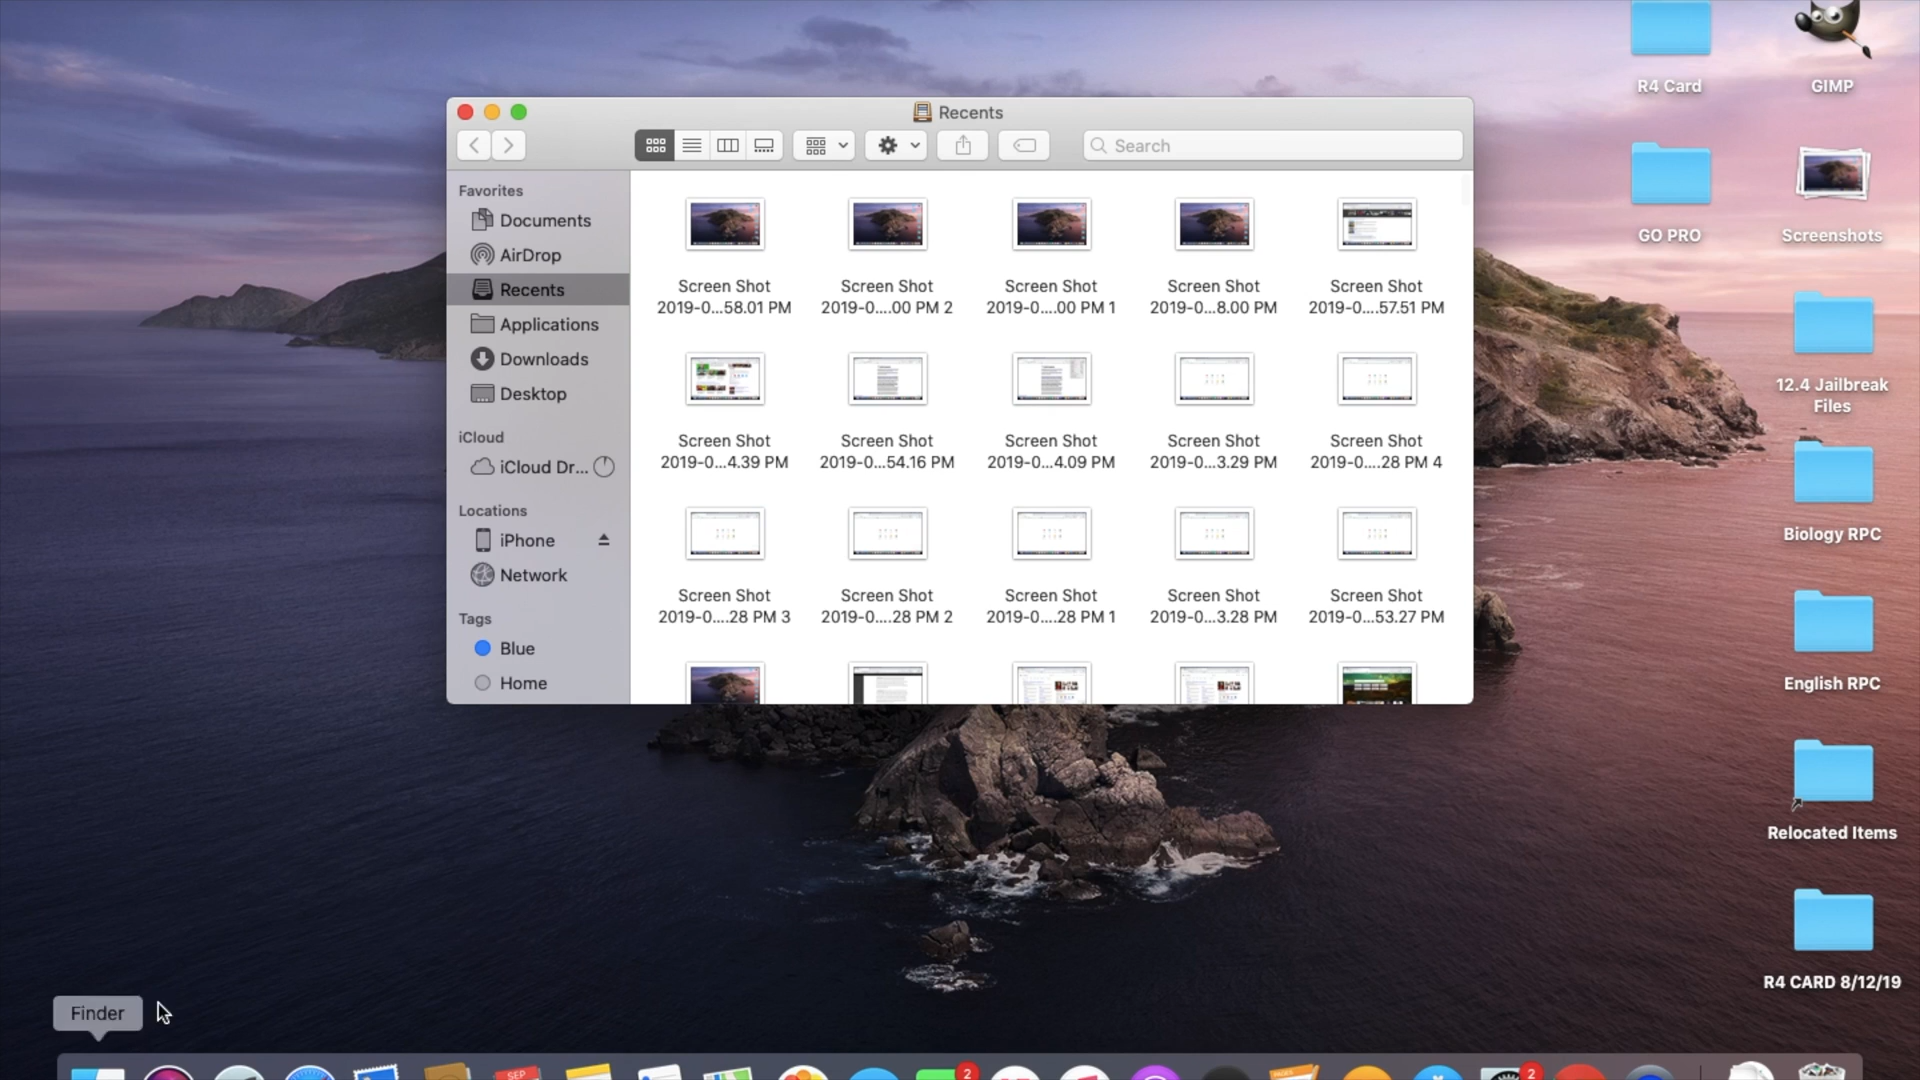 R4 Card
GIMP
Recents
Search
Favorites
Documents
AirDrop
Recents
Applications
Downloads
Desktop
iCloud
iCloud Dr...
Locations
iPhone
Network
Tags
Blue
Home
Screen Shot
2019-0...58.01 PM
Screen Shot
2019-0....00 PM 2
Screen Shot
2019-0....00 PM 1
Screen Shot
2019-0...8.00 PM
Screen Shot
2019-0....57.51 PM
Screen Shot
2019-0...4.39 PM
Screen Shot
2019-0...54.16 PM
Screen Shot
2019-0...4.09 PM
Screen Shot
2019-0...3.29 PM
Screen Shot
2019-0....28 PM 4
Screen Shot
2019-0....28 PM 3
Screen Shot
2019-0....28 PM 2
Screen Shot
2019-0....28 PM 1
Screen Shot
2019-0...3.28 PM
Screen Shot
2019-0...53.27 PM
GO PRO
Screenshots
12.4 Jailbreak
Files
Biology RPC
English RPC
Relocated Items
R4 CARD 8/12/19
Finder
SEP
2
PAGES
2